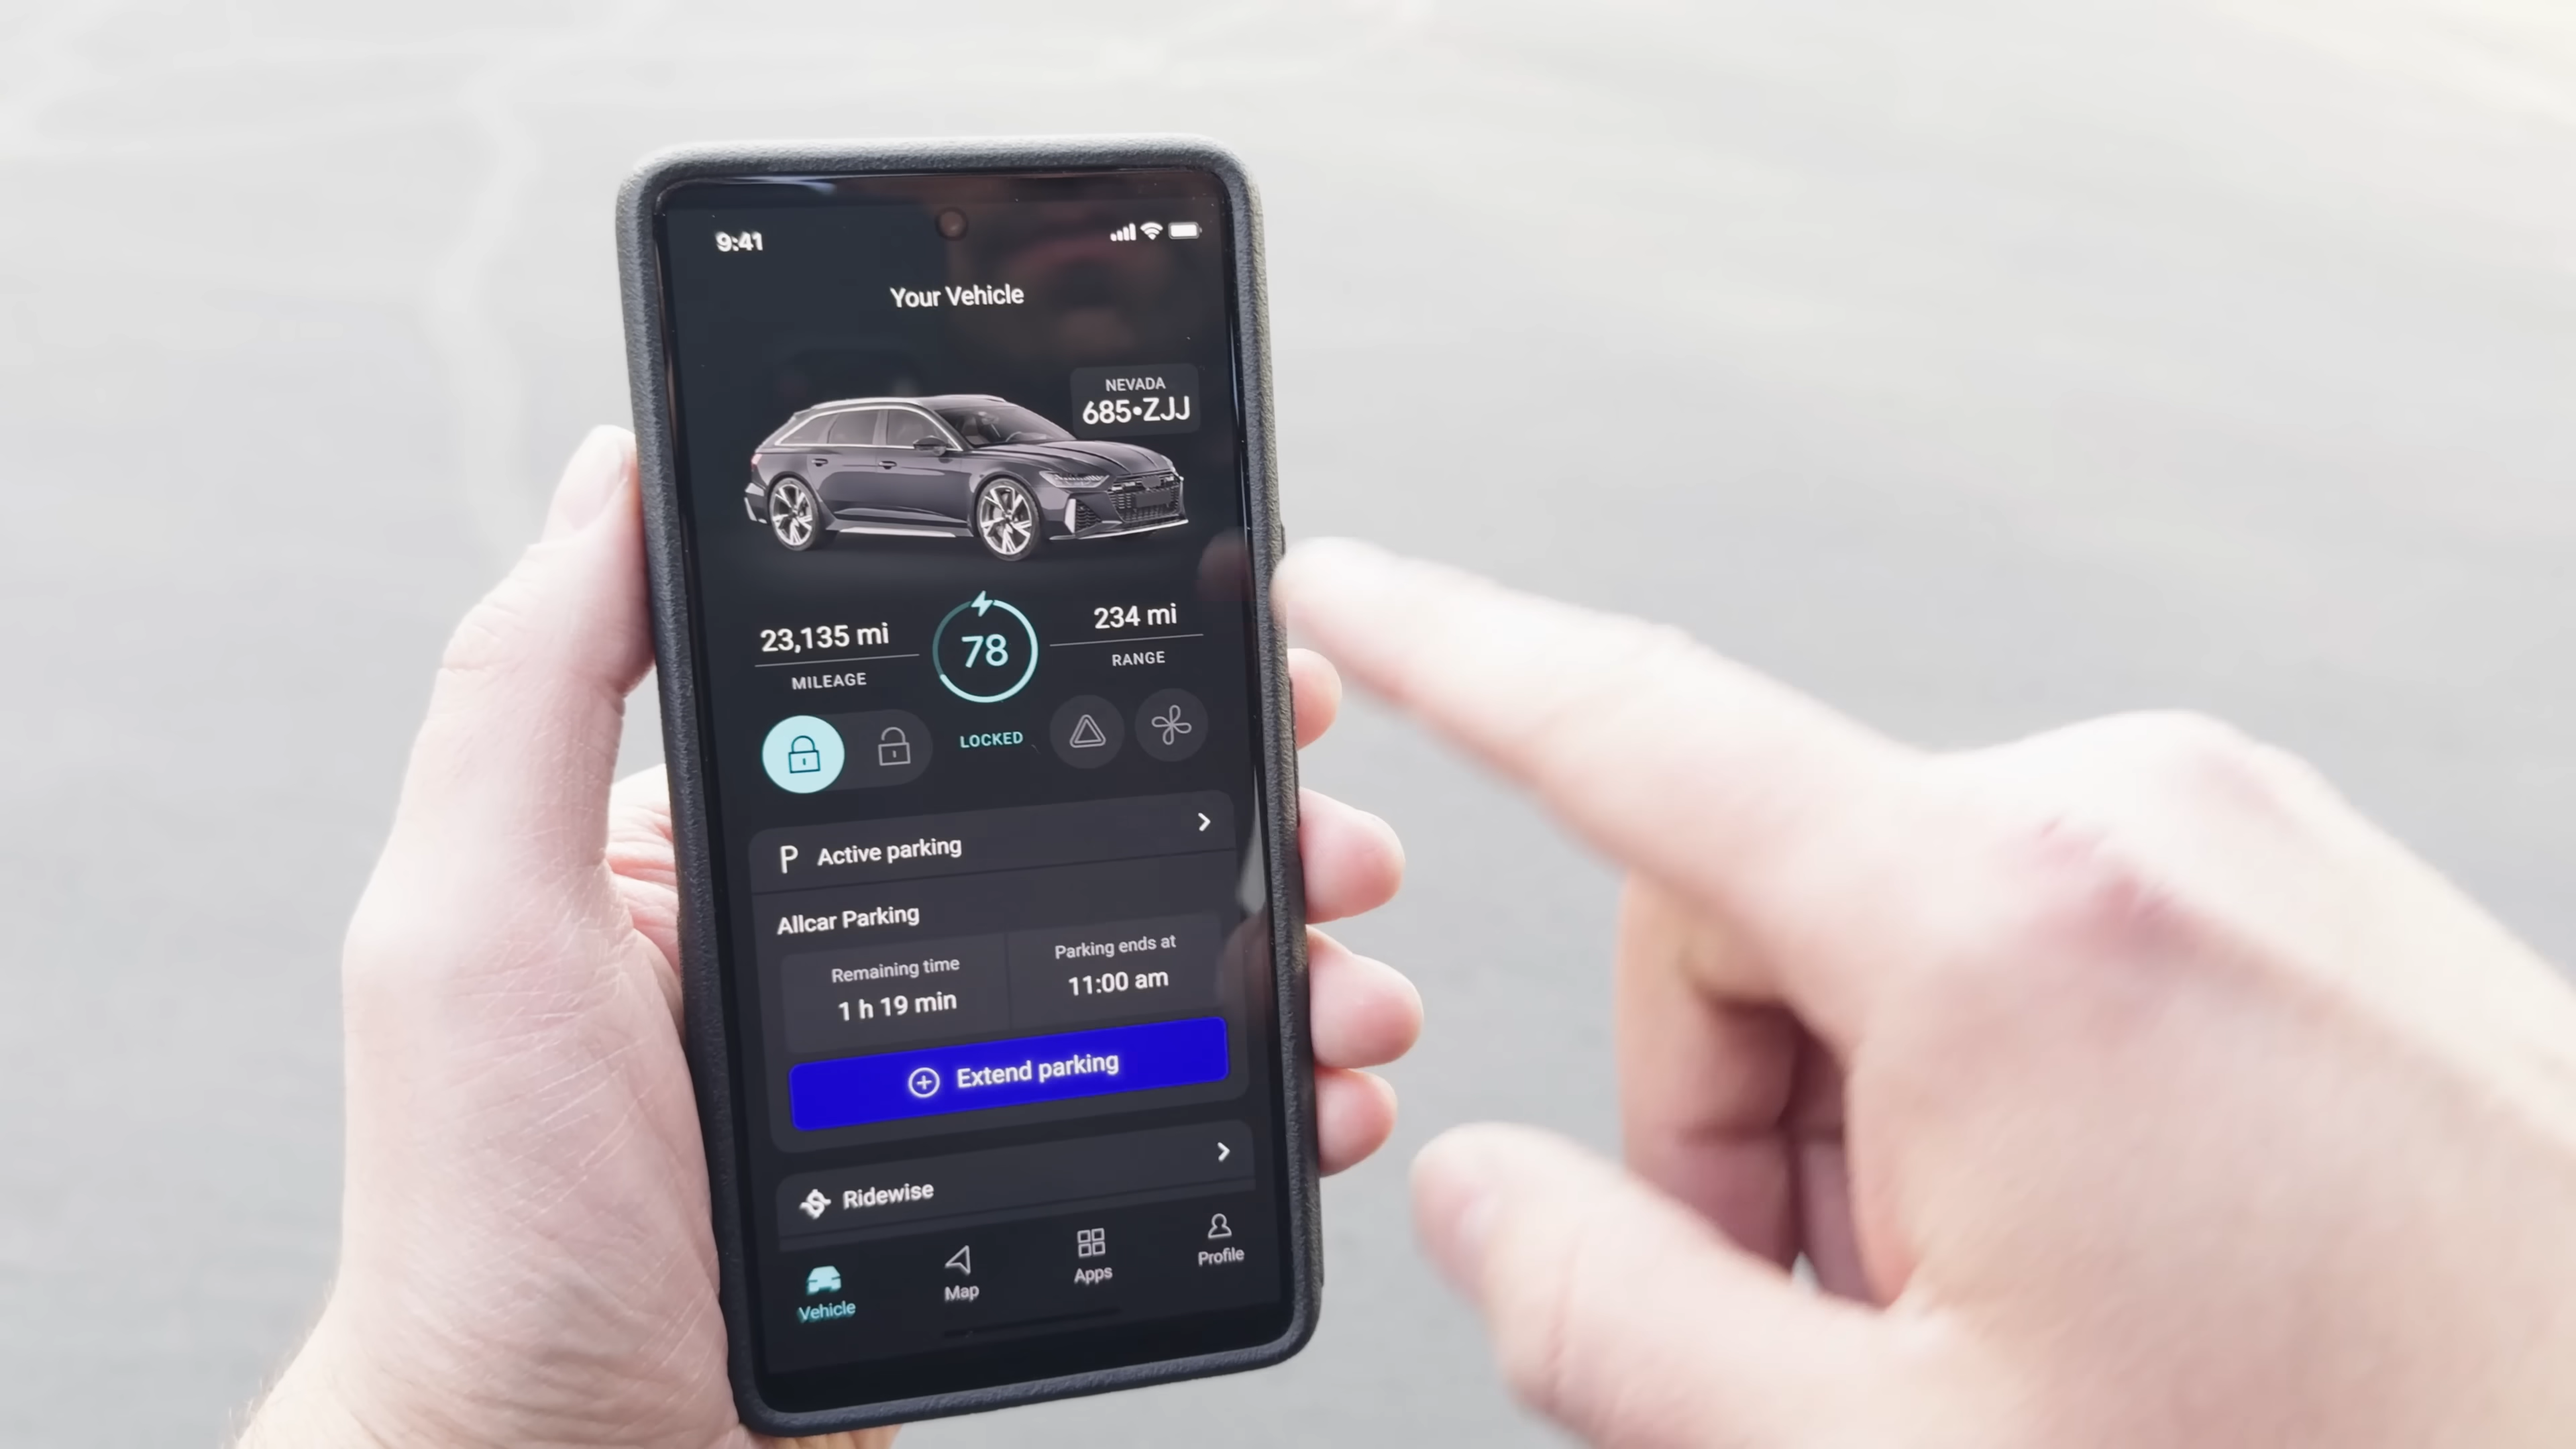 9:41
Your Vehicle
NEVADA
685•ZJJ
23,135 mi
MILEAGE
78
234 mi
RANGE
LOCKED
P Active parking
Allcar Parking
Remaining time
1 h 19 min
Parking ends at
11:00 am
Extend parking
Ridewise
Vehicle
Map
Apps
Profile